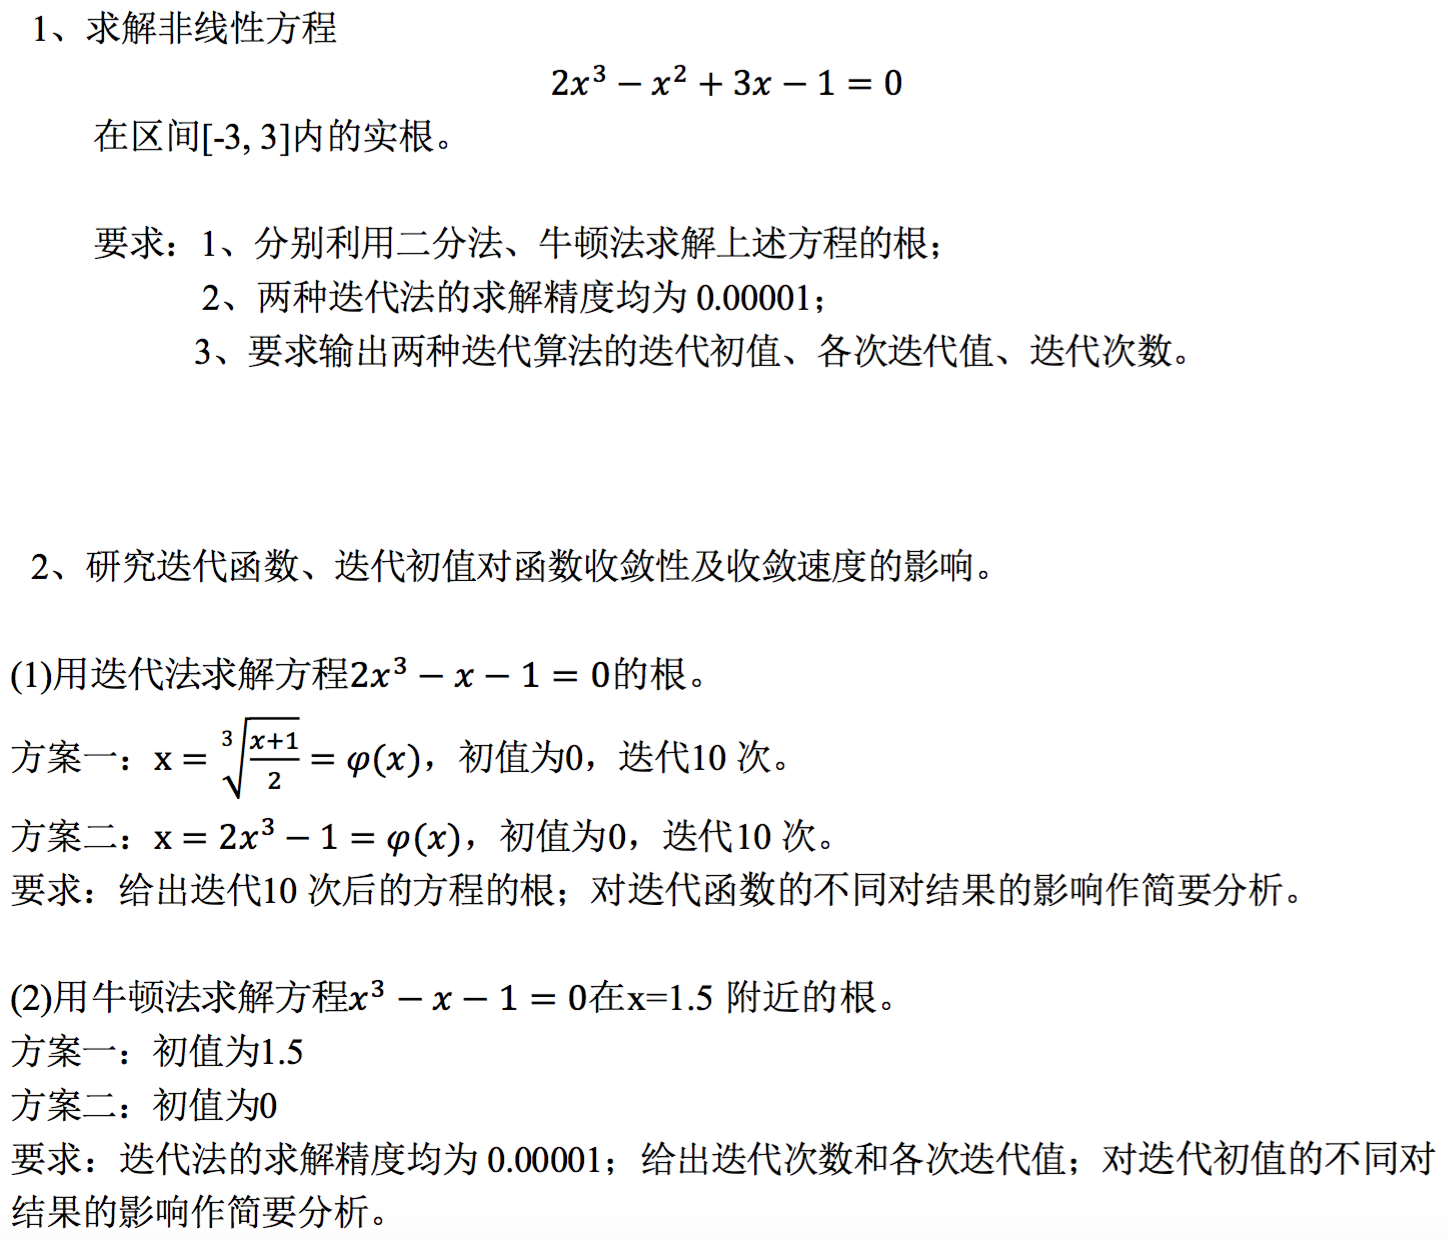 1、求解非线性方程
2x³ − x² + 3x − 1 = 0
在区间[-3, 3]内的实根。
要求：1、分别利用二分法、牛顿法求解上述方程的根；
2、两种迭代法的求解精度均为 0.00001；
3、要求输出两种迭代算法的迭代初值、各次迭代值、迭代次数。
2、研究迭代函数、迭代初值对函数收敛性及收敛速度的影响。
(1)用迭代法求解方程2x³ − x − 1 = 0的根。
方案一：x = ∛((x+1)/2) = φ(x)，初值为0，迭代10 次。
方案二：x = 2x³ − 1 = φ(x)，初值为0，迭代10 次。
要求：给出迭代10 次后的方程的根；对迭代函数的不同对结果的影响作简要分析。
(2)用牛顿法求解方程x³ − x − 1 = 0在x=1.5 附近的根。
方案一：初值为1.5
方案二：初值为0
要求：迭代法的求解精度均为 0.00001；给出迭代次数和各次迭代值；对迭代初值的不同对
结果的影响作简要分析。